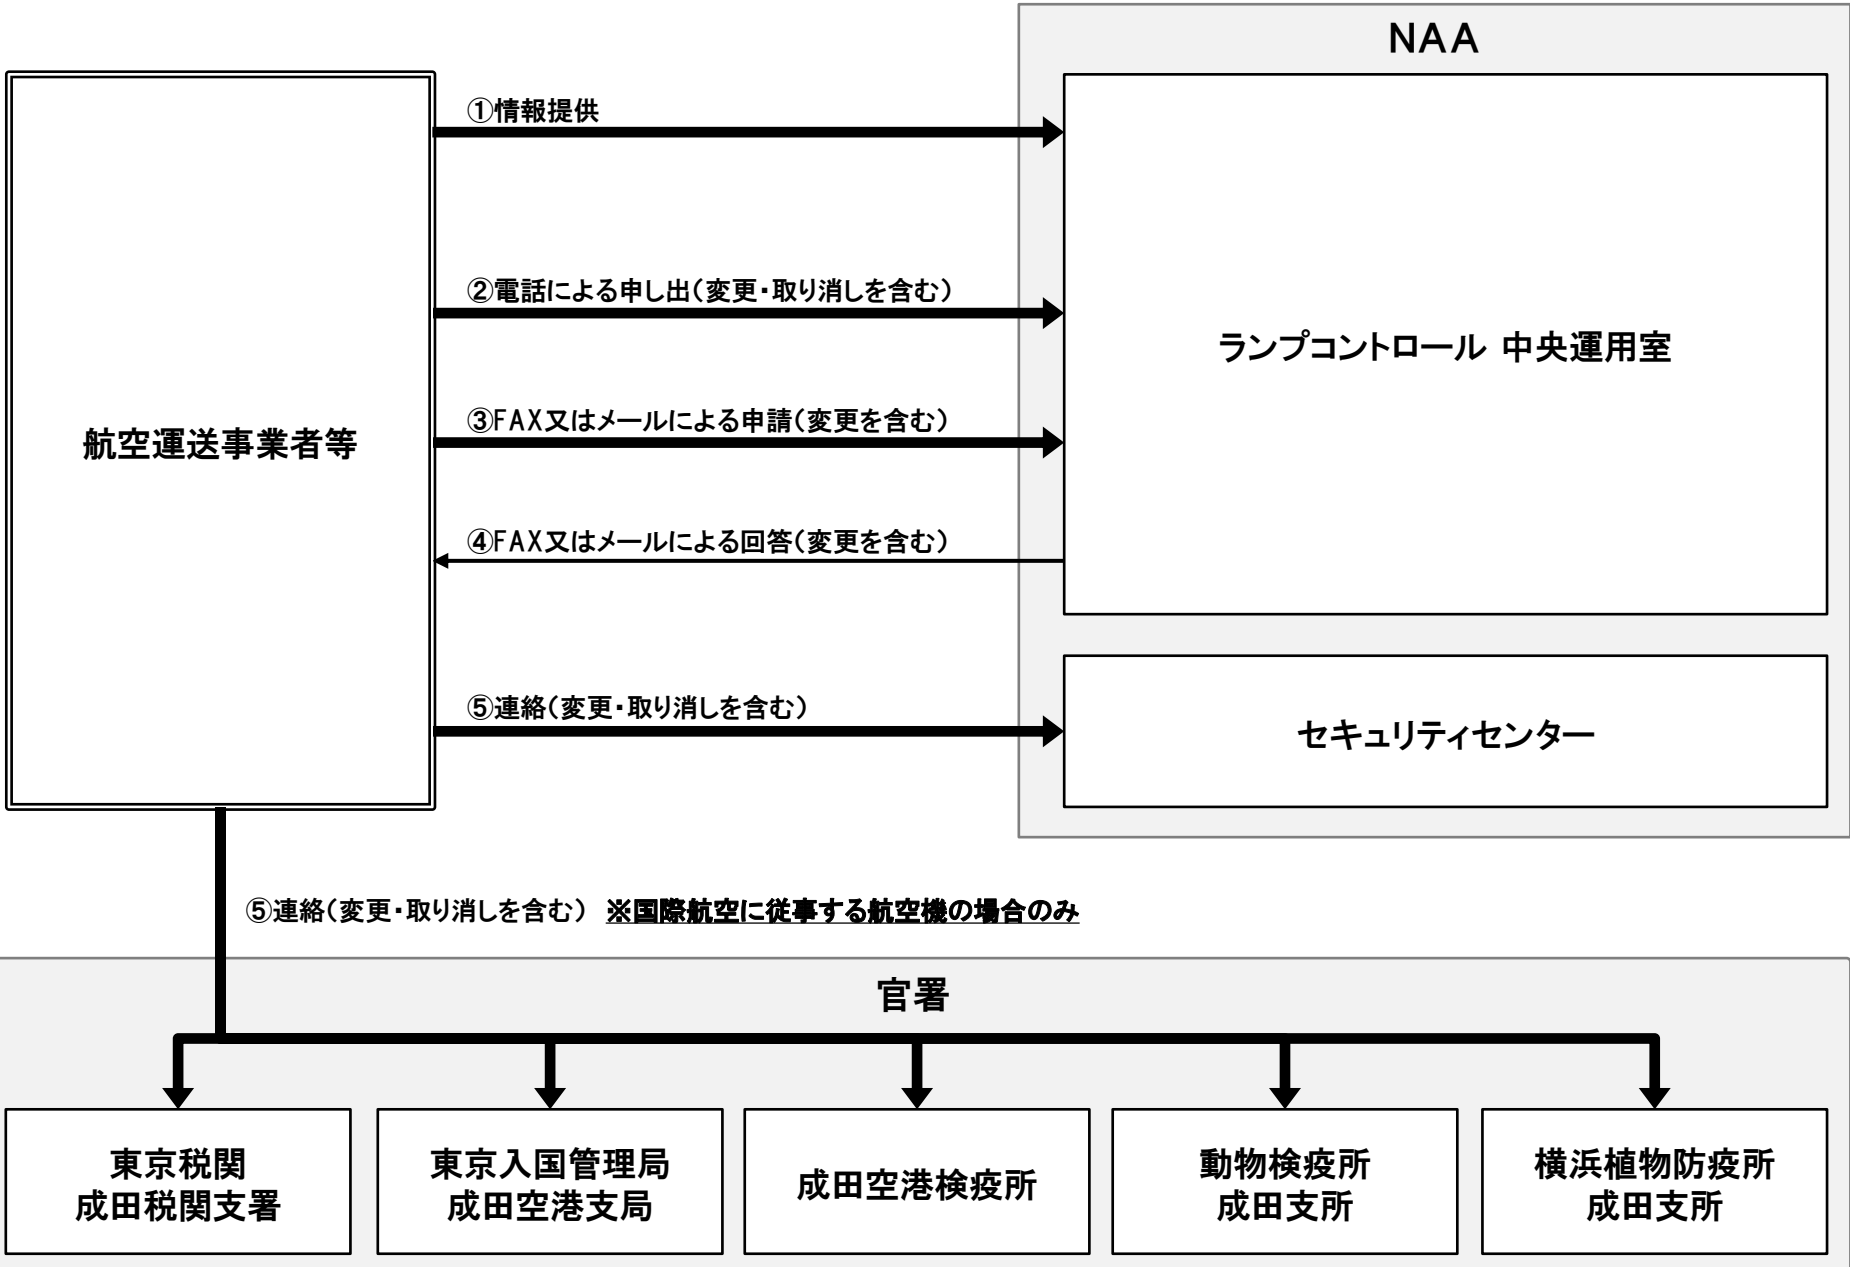 NAA
①情報提供
②電話による申し出(変更・取り消しを含む)
ランプコントロール 中央運用室
③FAX又はメールによる申請(変更を含む)
航空運送事業者等
④FAX又はメールによる回答(変更を含む)
⑤連絡(変更・取り消しを含む)
セキュリティセンター
⑤連絡(変更・取り消しを含む) ※国際航空に従事する航空機の場合のみ
官署
東京税関
成田税関支署
東京入国管理局
成田空港支局
成田空港検疫所
動物検疫所
成田支所
横浜植物防疫所
成田支所